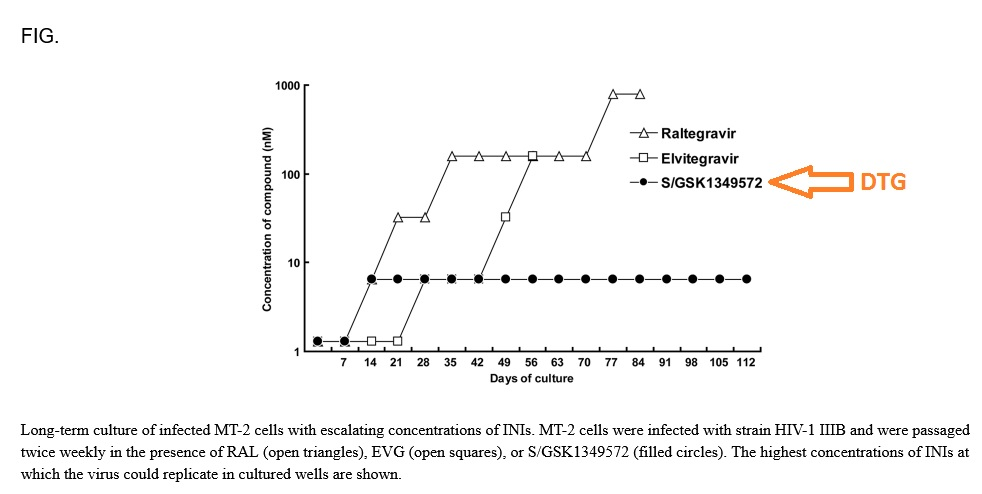 FIG.
1000
100
10
1
Concentration of compound (nM)
Raltegravir
Elvitegravir
S/GSK1349572
DTG
7 14 21 28 35 42 49 56 63 70 77 84 91 98 105 112
Days of culture
Long-term culture of infected MT-2 cells with escalating concentrations of INIs. MT-2 cells were infected with strain HIV-1 IIIB and were passaged
twice weekly in the presence of RAL (open triangles), EVG (open squares), or S/GSK1349572 (filled circles). The highest concentrations of INIs at
which the virus could replicate in cultured wells are shown.